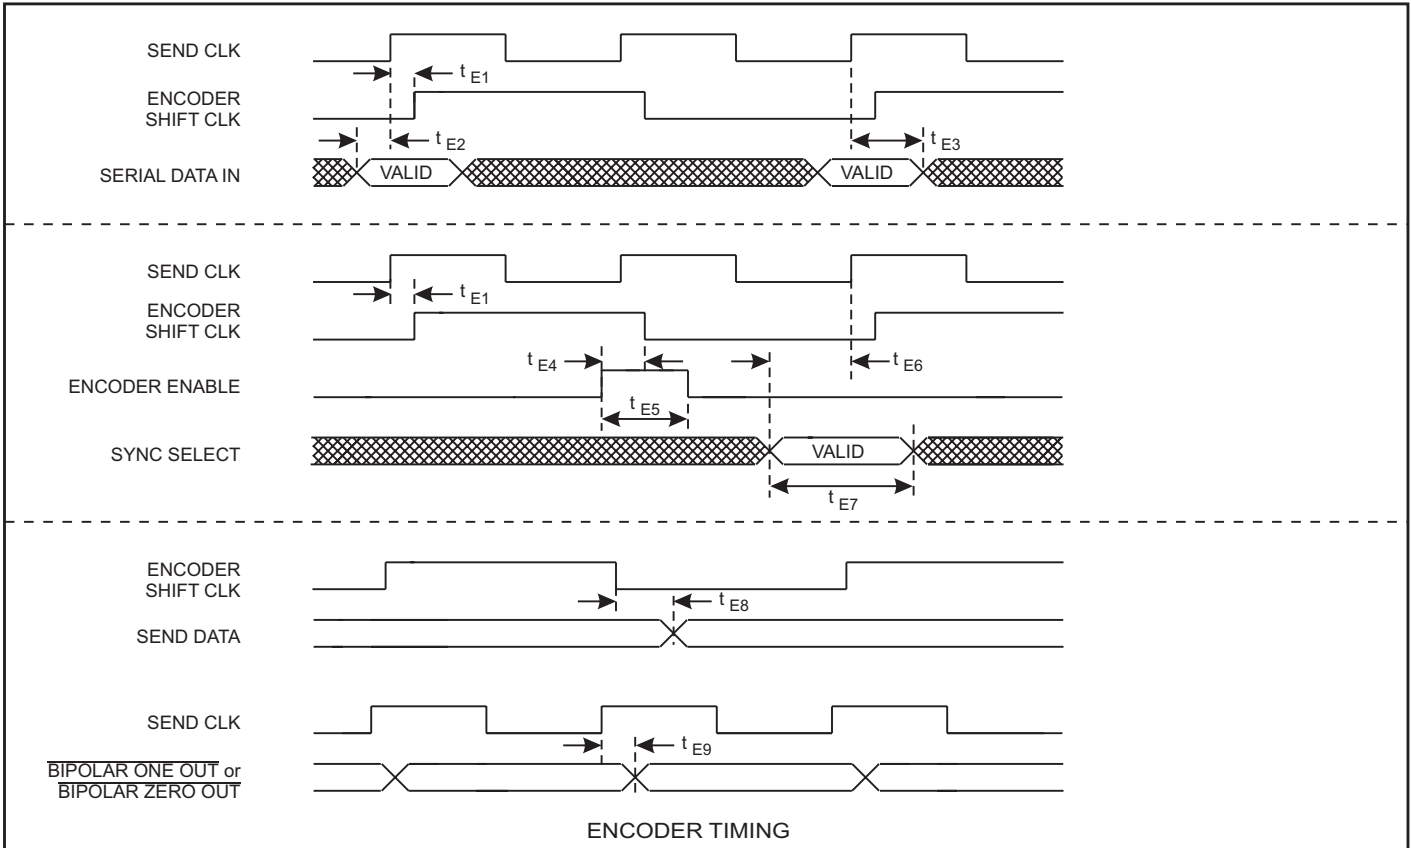 SEND CLK
t E1
ENCODER
SHIFT CLK
t E2
t E3
SERIAL DATA IN
VALID
VALID
SEND CLK
t E1
ENCODER
SHIFT CLK
t E4
t E6
ENCODER ENABLE
t E5
SYNC SELECT
VALID
t E7
ENCODER
SHIFT CLK
t E8
SEND DATA
SEND CLK
t E9
BIPOLAR ONE OUT or
BIPOLAR ZERO OUT
ENCODER TIMING